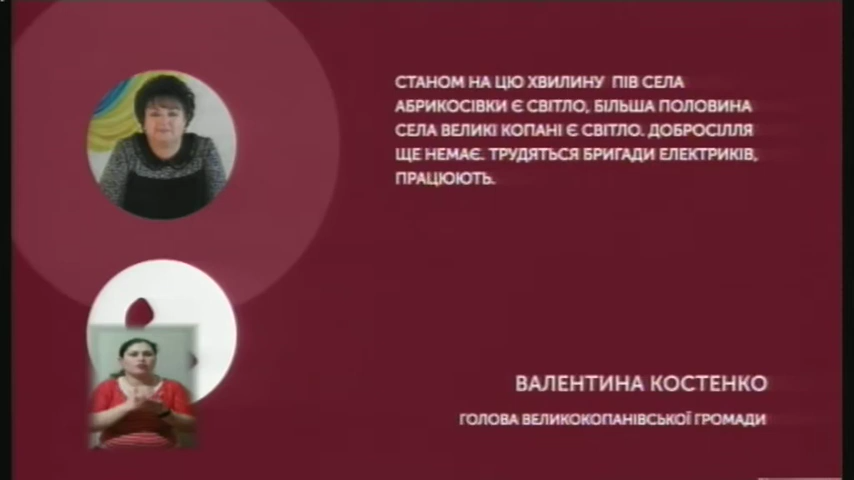 СТАНОМ НА ЦЮ ХВИЛИНУ ПІВ СЕЛА
АБРИКОСІВКИ Є СВІТЛО, БІЛЬША ПОЛОВИНА
СЕЛА ВЕЛИКІ КОПАНІ Є СВІТЛО. ДОБРОСІЛЛЯ
ЩЕ НЕМАЄ. ТРУДЯТЬСЯ БРИГАДИ ЕЛЕКТРИКІВ,
ПРАЦЮЮТЬ.
ВАЛЕНТИНА КОСТЕНКО
ГОЛОВА ВЕЛИКОКОПАНІВСЬКОЇ ГРОМАДИ